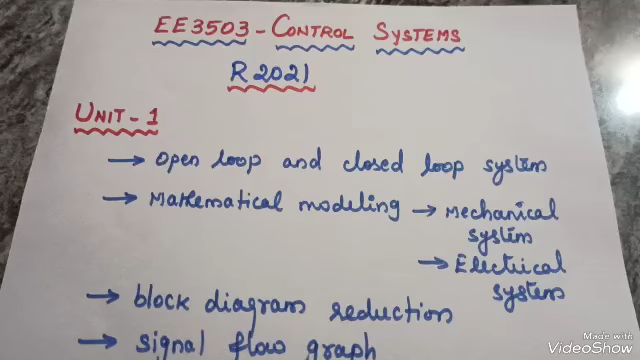 EE3503 - CONTROL SYSTEMS
R 2021
UNIT - 1
→ Open loop and closed loop system
→ Mathematical modeling → Mechanical
system
→ Electrical
system
→ block diagram reduction
→ signal flow graph
Made with
VideoShow